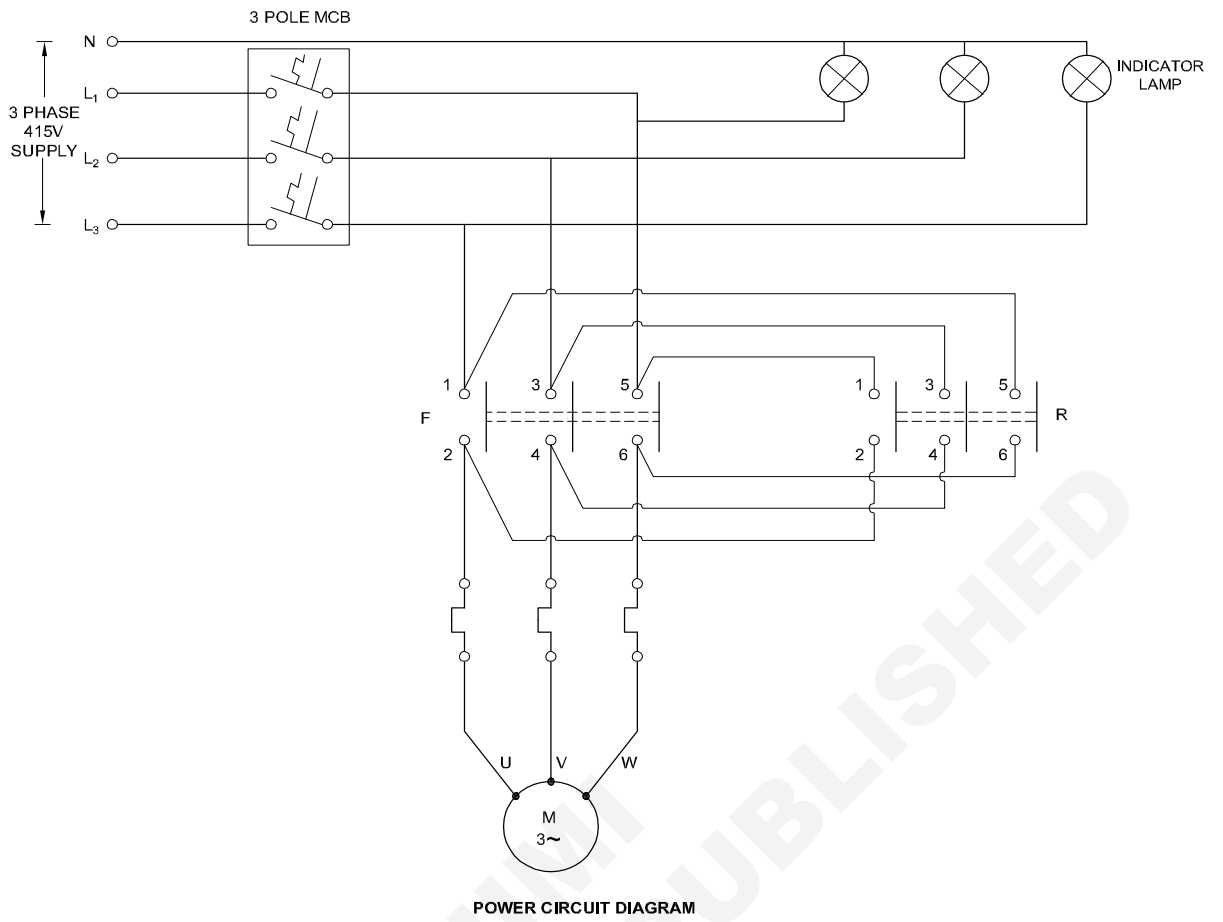 3 POLE MCB
N
INDICATOR
LAMP
L1
3 PHASE
415V
SUPPLY
L2
L3
1 3 5 1 3 5
F R
2 4 6 2 4 6
U V W
M
3~
POWER CIRCUIT DIAGRAM
UBLISHED